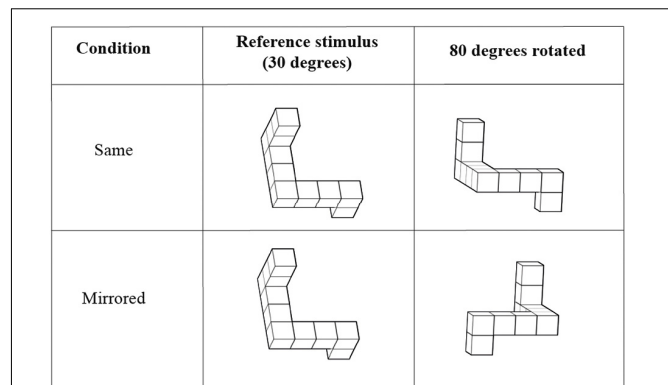 Condition
Reference stimulus
(30 degrees)
80 degrees rotated
Same
Mirrored